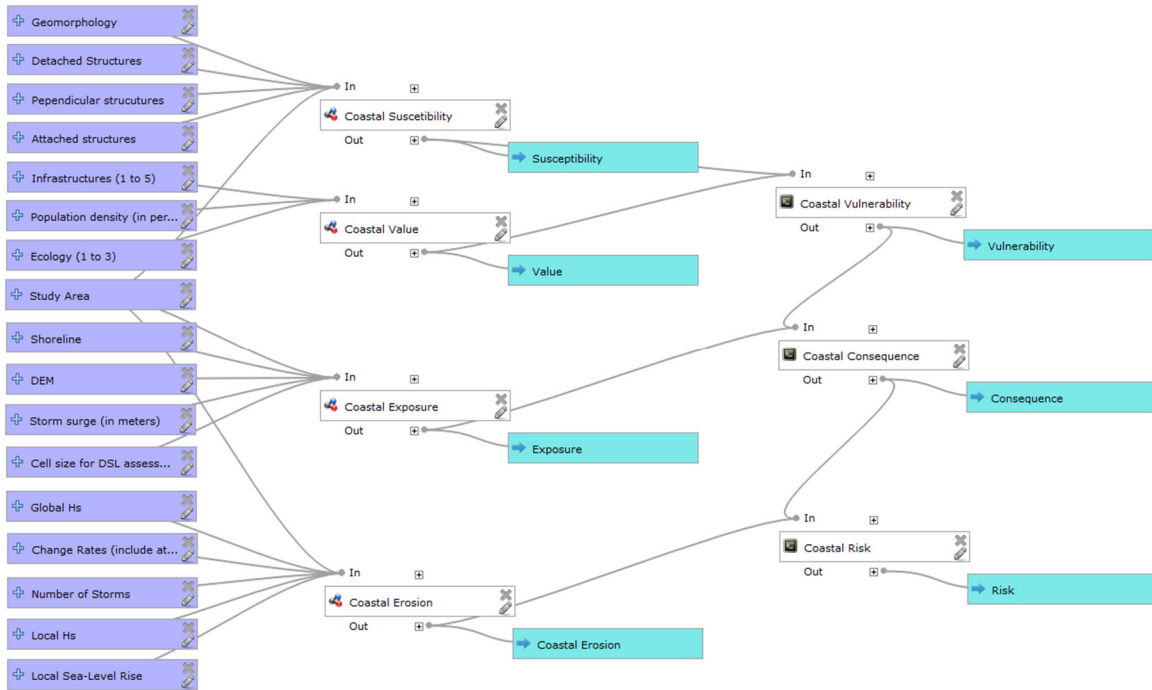 Geomorphology
Detached Structures
Pependicular strucutures
Attached structures
Infrastructures (1 to 5)
Population density (in per...
Ecology (1 to 3)
Study Area
Shoreline
DEM
Storm surge (in meters)
Cell size for DSL assess...
Global Hs
Change Rates (include at...
Number of Storms
Local Hs
Local Sea-Level Rise
In
Coastal Suscetibility
Out
Susceptibility
In
Coastal Value
Out
Value
In
Coastal Exposure
Out
Exposure
In
Coastal Erosion
Out
Coastal Erosion
In
Coastal Vulnerability
Out
Vulnerability
In
Coastal Consequence
Out
Consequence
In
Coastal Risk
Out
Risk